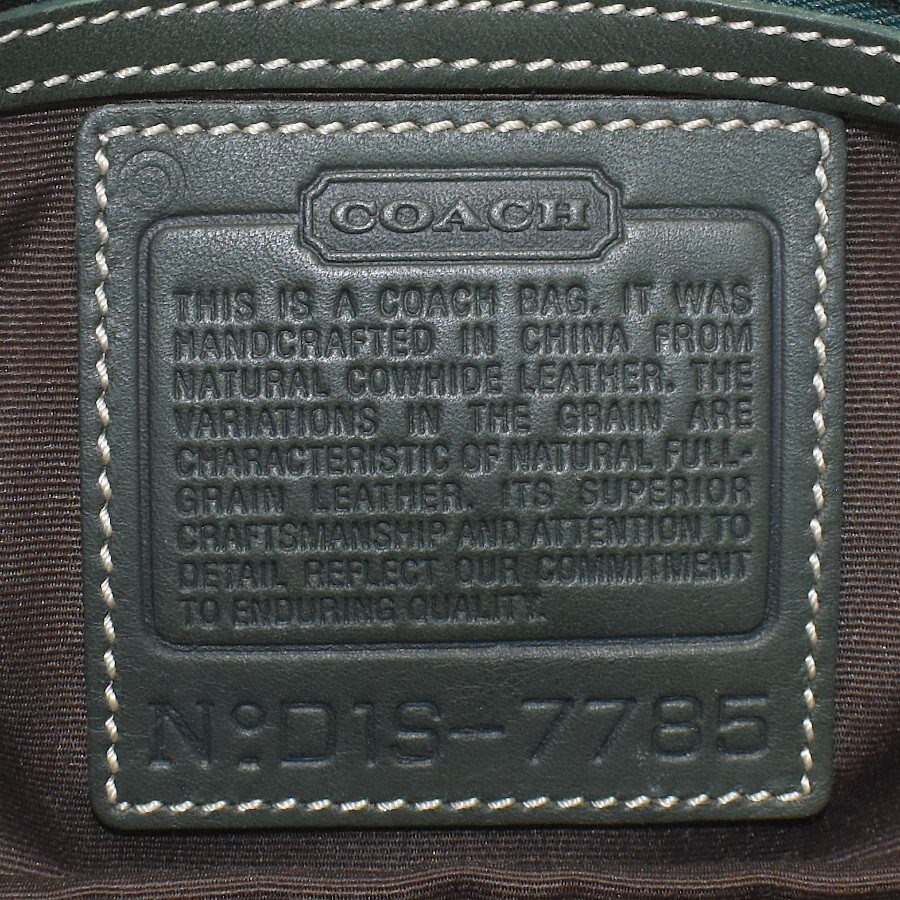 COACH
THIS IS A COACH BAG. IT WAS
HANDCRAFTED IN CHINA FROM
NATURAL COWHIDE LEATHER. THE
VARIATIONS IN THE GRAIN ARE
CHARACTERISTIC OF NATURAL FULL-
GRAIN LEATHER. ITS SUPERIOR
CRAFTSMANSHIP AND ATTENTION TO
DETAIL REFLECT OUR COMMITMENT
TO ENDURING QUALITY.
Nº:D1S-7785